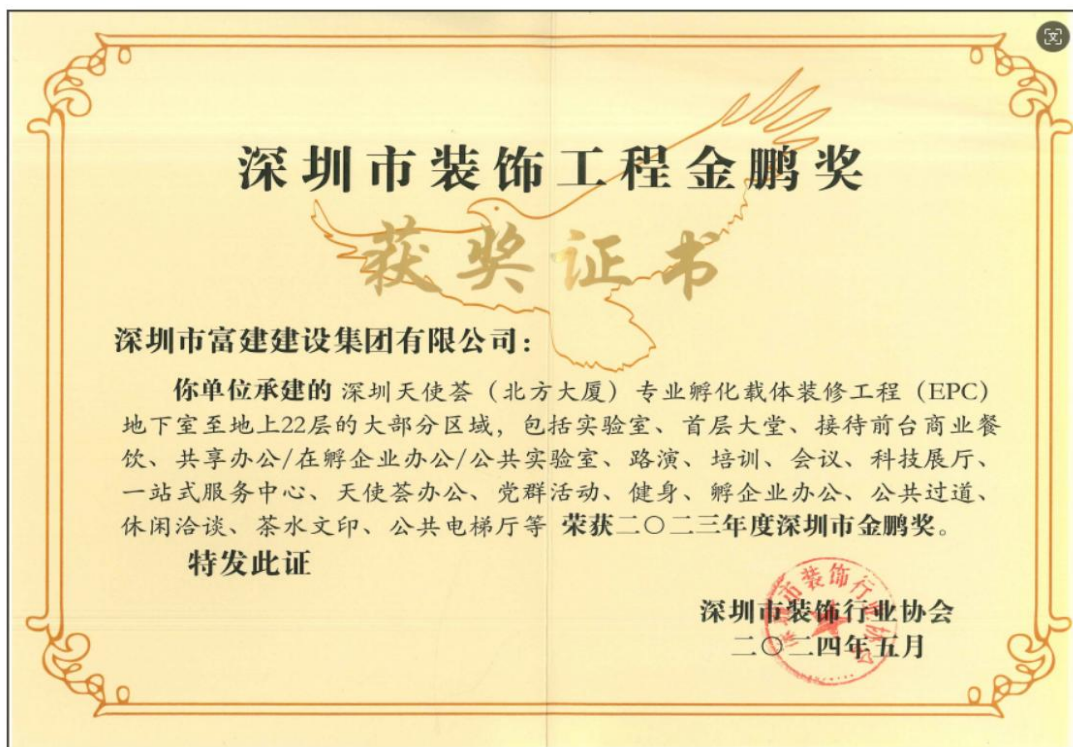 深圳市装饰工程金鹏奖
获奖证书
深圳市富建建设集团有限公司：
你单位承建的 深圳天使荟（北方大厦）专业孵化载体装修工程（EPC）
地下室至地上22层的大部分区域，包括实验室、首层大堂、接待前台商业餐
饮、共享办公/在孵企业办公/公共实验室、路演、培训、会议、科技展厅、
一站式服务中心、天使荟办公、党群活动、健身、孵企业办公、公共过道、
休闲洽谈、茶水文印、公共电梯厅等 荣获二〇二三年度深圳市金鹏奖。
特发此证
深圳市装饰行业协会
深圳市装饰行业协会
二〇二四年五月